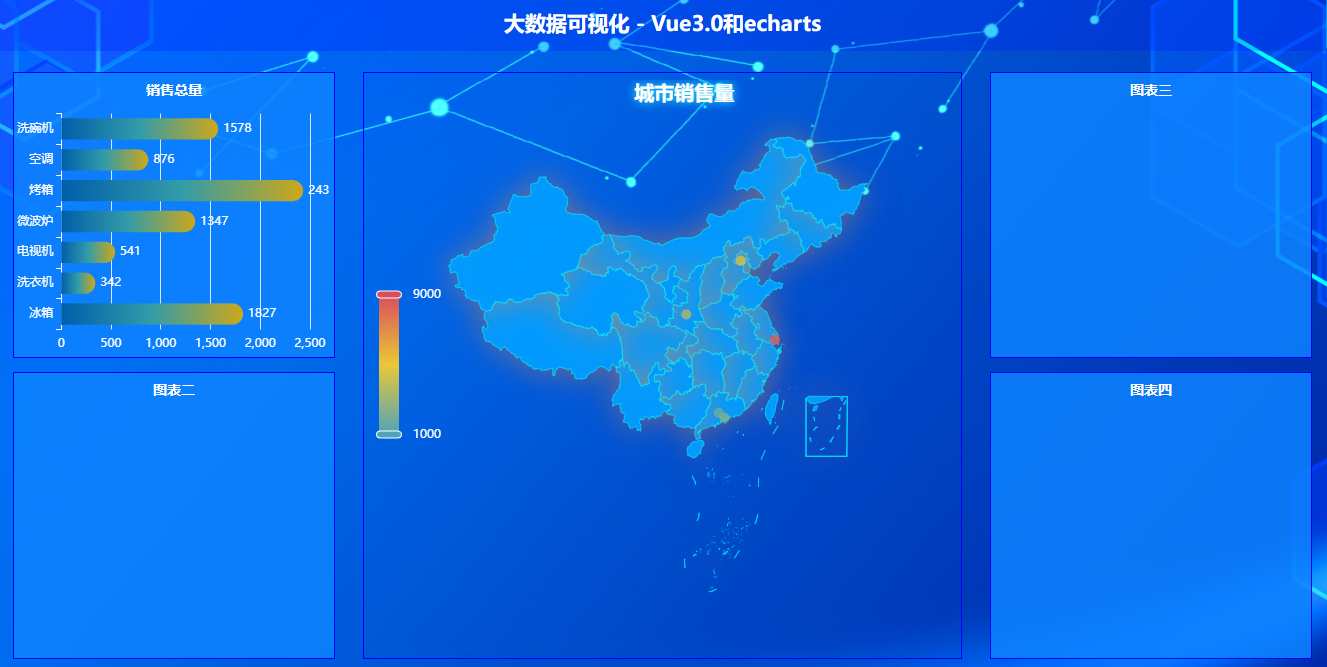 大数据可视化 - Vue3.0和echarts
销售总量
洗碗机 1578
空调 876
烤箱 243
微波炉 1347
电视机 541
洗衣机 342
冰箱 1827
0 500 1,000 1,500 2,000 2,500
图表二
城市销售量
9000
1000
图表三
图表四